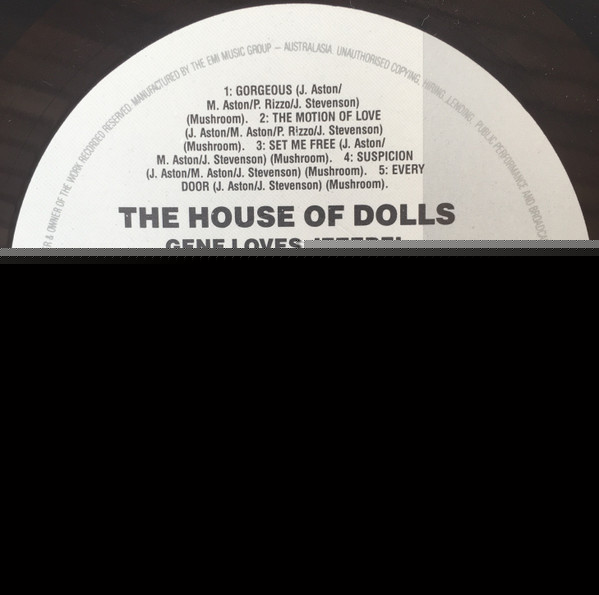 R & OWNER OF THE WORK RECORDED RESERVED. MANUFACTURED BY THE EMI MUSIC GROUP – AUSTRALASIA. UNAUTHORISED COPYING, HIRING, LENDING, PUBLIC PERFORMANCE AND BROADCA
1: GORGEOUS (J. Aston/
M. Aston/P. Rizzo/J. Stevenson)
(Mushroom). 2: THE MOTION OF LOVE
(J. Aston/M. Aston/P. Rizzo/J. Stevenson)
(Mushroom). 3: SET ME FREE (J. Aston/
M. Aston/J. Stevenson) (Mushroom). 4: SUSPICION
(J. Aston/M. Aston/J. Stevenson) (Mushroom). 5: EVERY
DOOR (J. Aston/J. Stevenson) (Mushroom).
THE HOUSE OF DOLLS
GENE LOVES